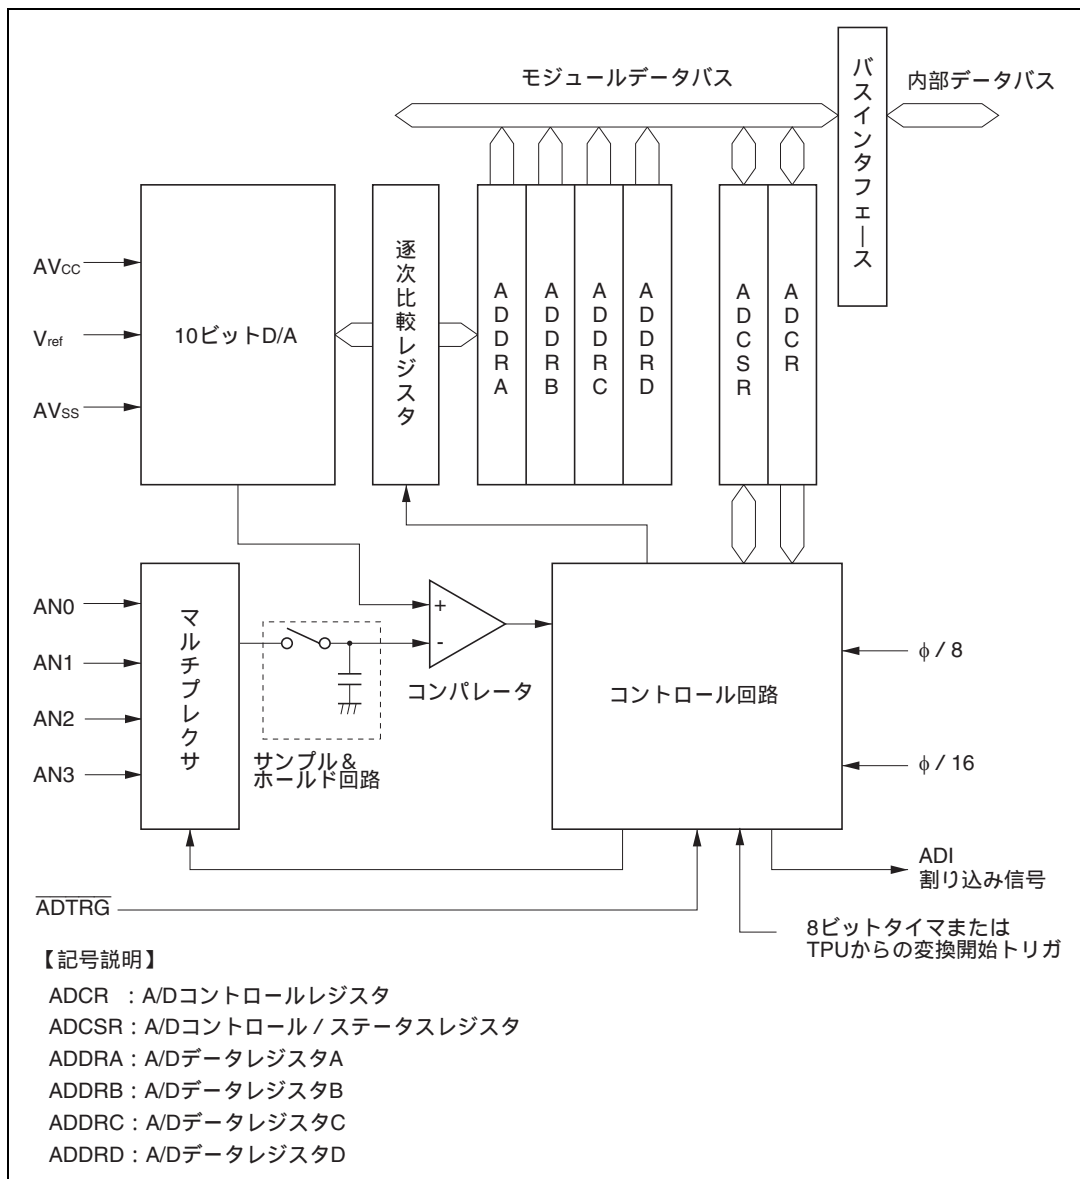 モジュールデータバス
バスインタフェース
内部データバス
AVCC
Vref
AVSS
10ビットD/A
逐次比較レジスタ
ADDRA
ADDRB
ADDRC
ADDRD
ADCSR
ADCR
AN0
AN1
AN2
AN3
マルチプレクサ
+
-
コンパレータ
サンプル&
ホールド回路
コントロール回路
φ / 8
φ / 16
ADI
割り込み信号
ADTRG
8ビットタイマまたは
TPUからの変換開始トリガ
【記号説明】
ADCR : A/Dコントロールレジスタ
ADCSR : A/Dコントロール / ステータスレジスタ
ADDRA : A/DデータレジスタA
ADDRB : A/DデータレジスタB
ADDRC : A/DデータレジスタC
ADDRD : A/DデータレジスタD